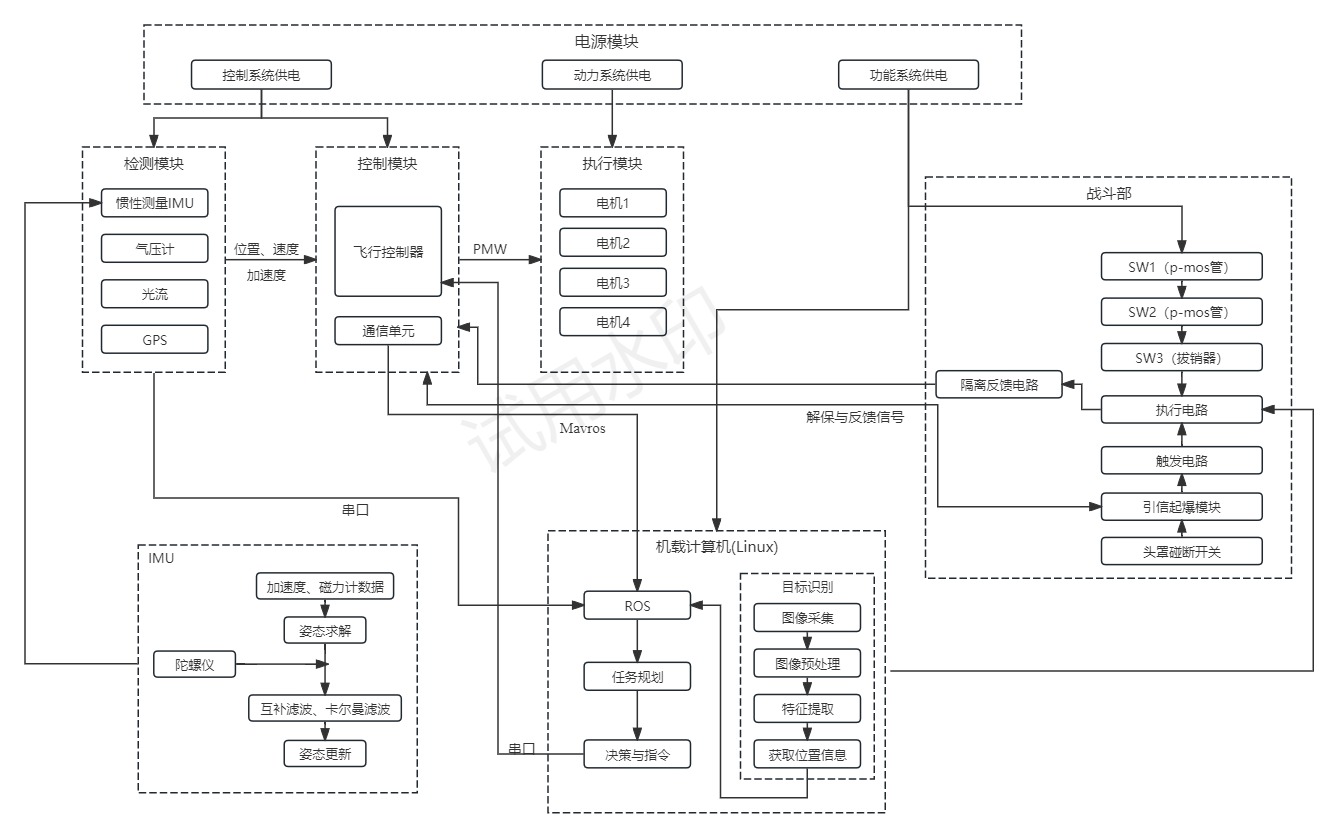 电源模块
控制系统供电
动力系统供电
功能系统供电
检测模块
惯性测量IMU
气压计
光流
GPS
位置、速度
加速度
控制模块
飞行控制器
通信单元
PMW
执行模块
电机1
电机2
电机3
电机4
战斗部
SW1（p-mos管）
SW2（p-mos管）
SW3（拔销器）
隔离反馈电路
执行电路
解保与反馈信号
触发电路
引信起爆模块
头罩碰断开关
Mavros
串口
IMU
加速度、磁力计数据
姿态求解
陀螺仪
互补滤波、卡尔曼滤波
姿态更新
机载计算机(Linux)
ROS
任务规划
决策与指令
串口
目标识别
图像采集
图像预处理
特征提取
获取位置信息
试用水印